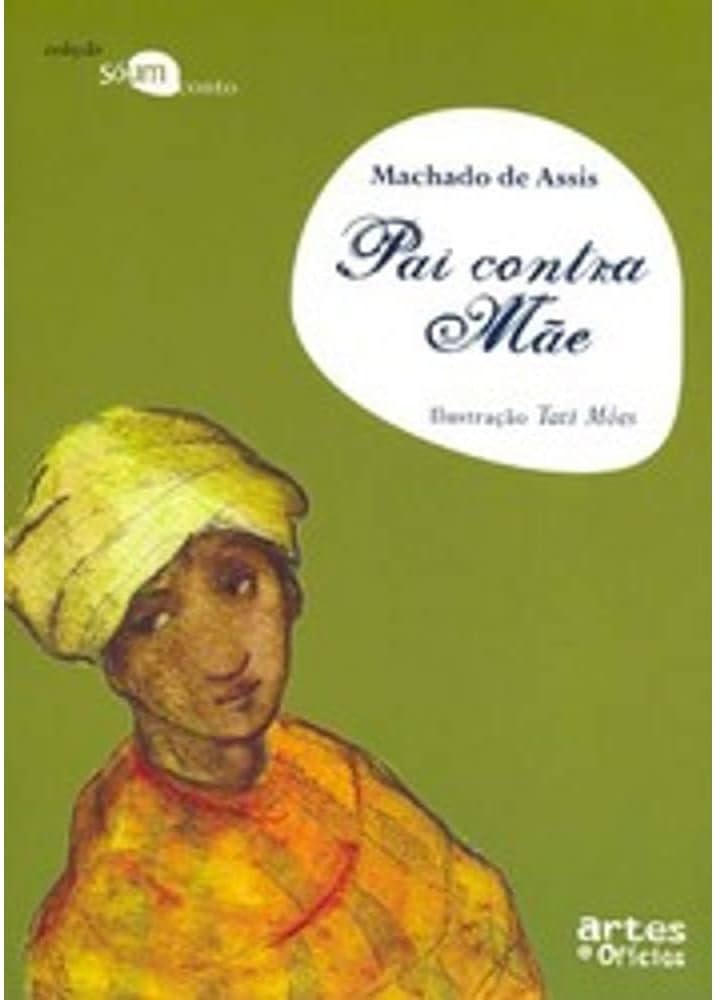 coleção
só um
conto
Machado de Assis
Pai contra
Mãe
Ilustração Tati Móes
artes
e Ofícios